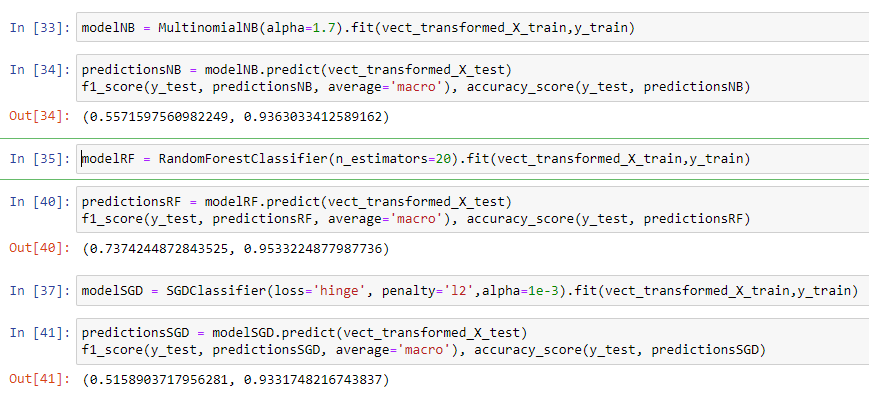 In [33]: modelNB = MultinomialNB(alpha=1.7).fit(vect_transformed_X_train,y_train)
In [34]: predictionsNB = modelNB.predict(vect_transformed_X_test)
f1_score(y_test, predictionsNB, average='macro'), accuracy_score(y_test, predictionsNB)
Out[34]: (0.5571597560982249, 0.9363033412589162)
In [35]: modelRF = RandomForestClassifier(n_estimators=20).fit(vect_transformed_X_train,y_train)
In [40]: predictionsRF = modelRF.predict(vect_transformed_X_test)
f1_score(y_test, predictionsRF, average='macro'), accuracy_score(y_test, predictionsRF)
Out[40]: (0.7374244872843525, 0.9533224877987736)
In [37]: modelSGD = SGDClassifier(loss='hinge', penalty='l2',alpha=1e-3).fit(vect_transformed_X_train,y_train)
In [41]: predictionsSGD = modelSGD.predict(vect_transformed_X_test)
f1_score(y_test, predictionsSGD, average='macro'), accuracy_score(y_test, predictionsSGD)
Out[41]: (0.5158903717956281, 0.9331748216743837)